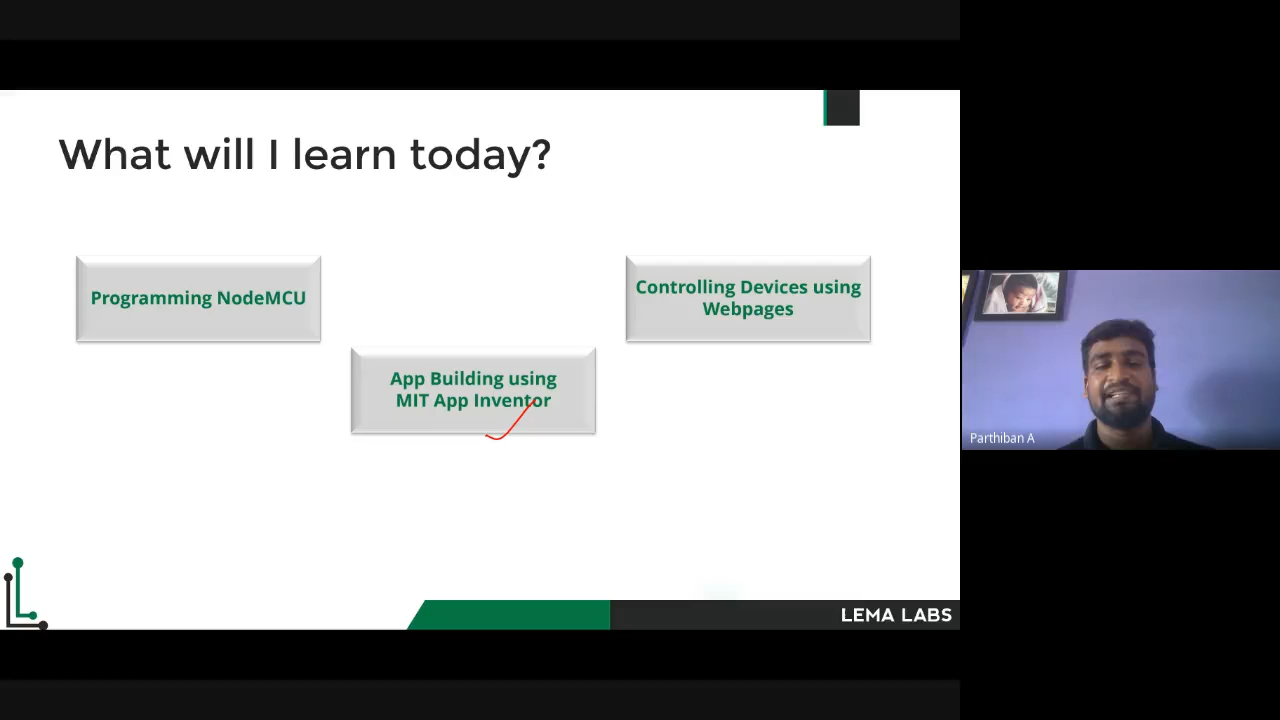 What will I learn today?
Programming NodeMCU
Controlling Devices using
Webpages
App Building using
MIT App Inventor
Parthiban A
LEMA LABS